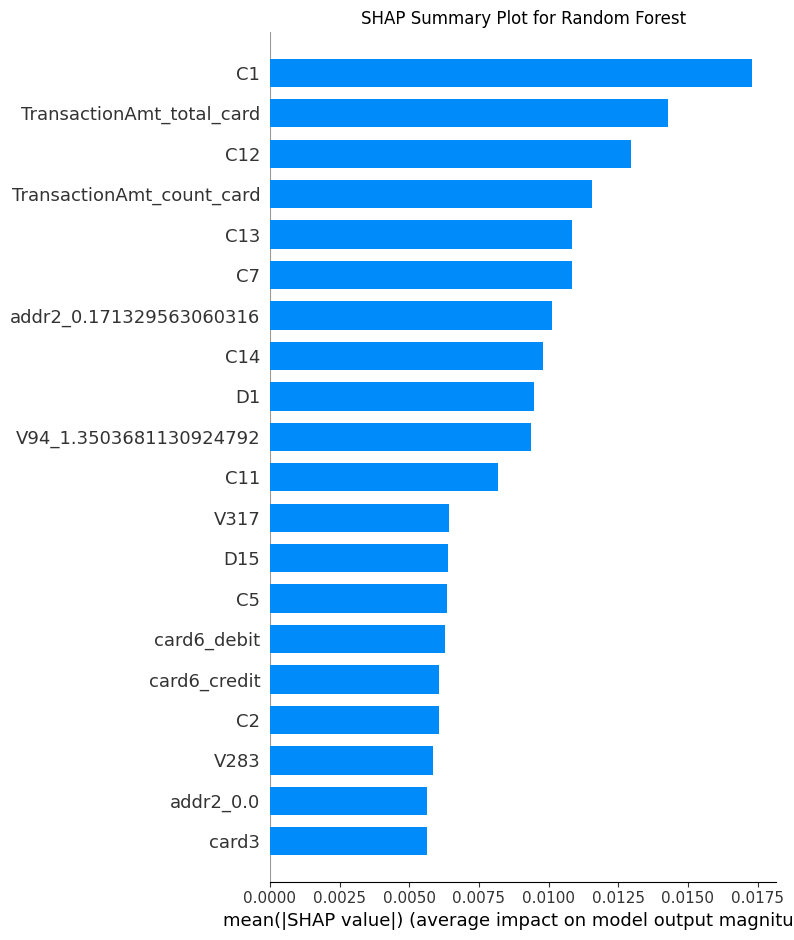 SHAP Summary Plot for Random Forest
C1
TransactionAmt_total_card
C12
TransactionAmt_count_card
C13
C7
addr2_0.171329563060316
C14
D1
V94_1.3503681130924792
C11
V317
D15
C5
card6_debit
card6_credit
C2
V283
addr2_0.0
card3
0.0000 0.0025 0.0050 0.0075 0.0100 0.0125 0.0150 0.0175
mean(|SHAP value|) (average impact on model output magnitu